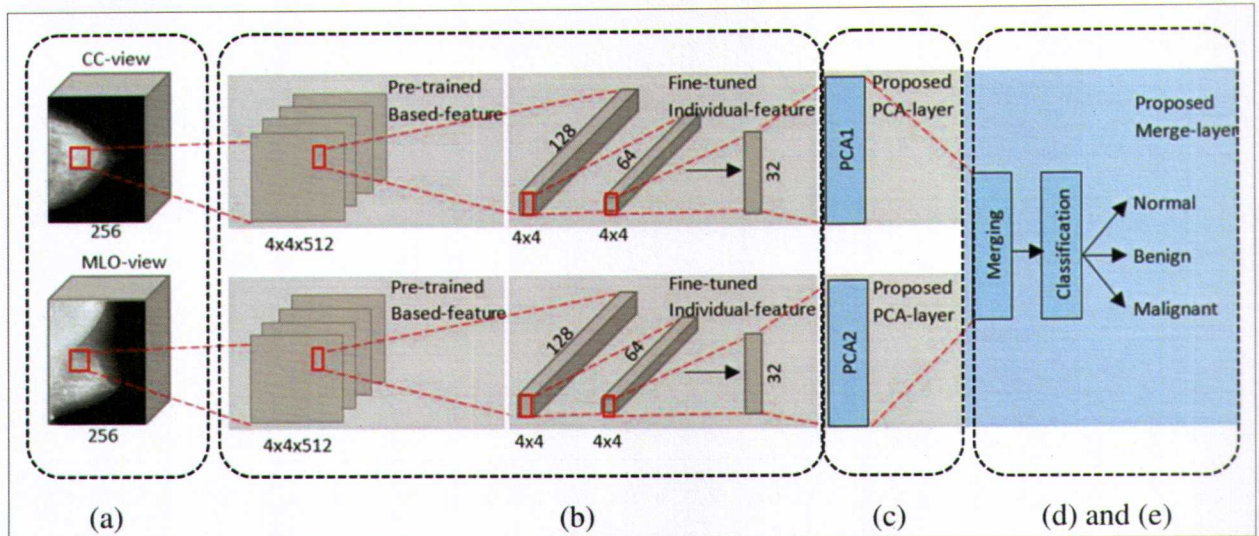 CC-view
256
Pre-trained
Based-feature
4x4x512
128
4x4
64
4x4
Fine-tuned
Individual-feature
32
PCA1
Proposed
PCA-layer
MLO-view
256
Pre-trained
Based-feature
4x4x512
128
4x4
64
4x4
Fine-tuned
Individual-feature
32
PCA2
Proposed
PCA-layer
Proposed
Merge-layer
Merging
Classification
Normal
Benign
Malignant
(a)
(b)
(c)
(d) and (e)